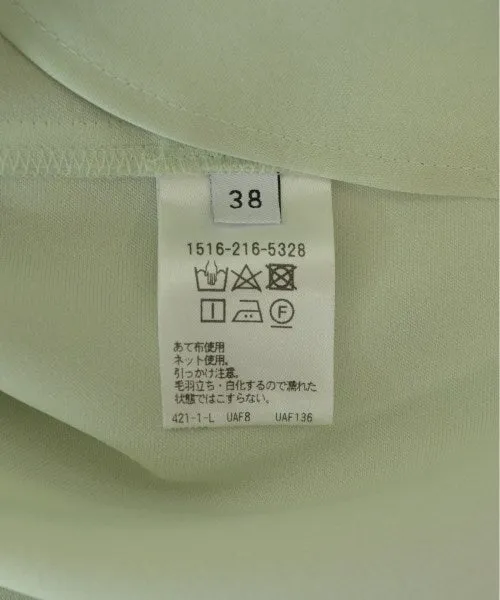 38
1516-216-5328
F
あて布使用
ネット使用。
引っかけ注意。
毛羽立ち・白化するので濡れた
状態ではこすらない。
421-1-L UAF8 UAF136